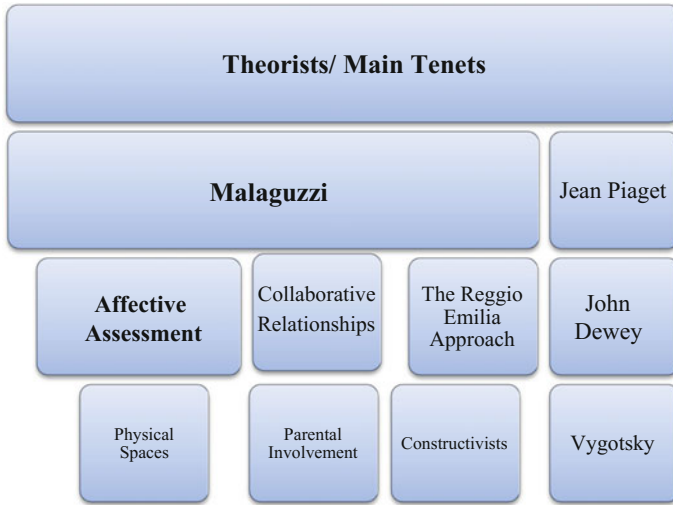 Theorists/ Main Tenets
Malaguzzi
Jean Piaget
Affective
Assessment
Collaborative
Relationships
The Reggio
Emilia
Approach
John
Dewey
Physical
Spaces
Parental
Involvement
Constructivists
Vygotsky